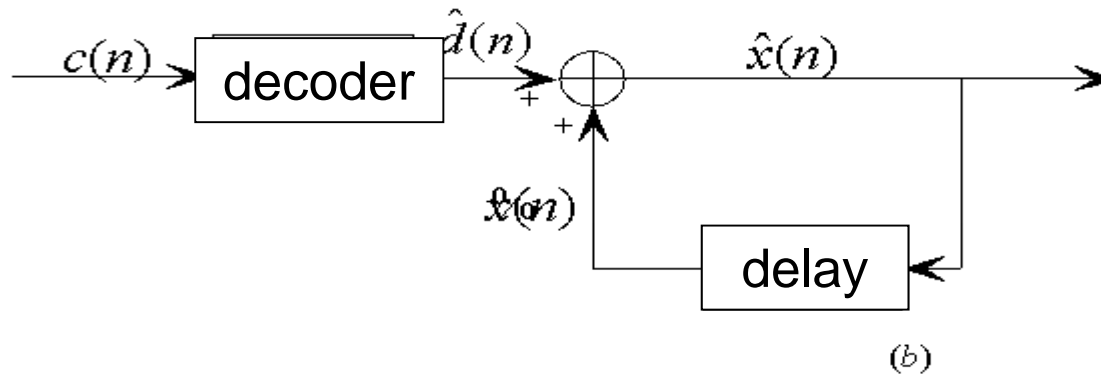 c(n)
decoder
d̂(n)
x̂(n)
+
+
delay
(b)